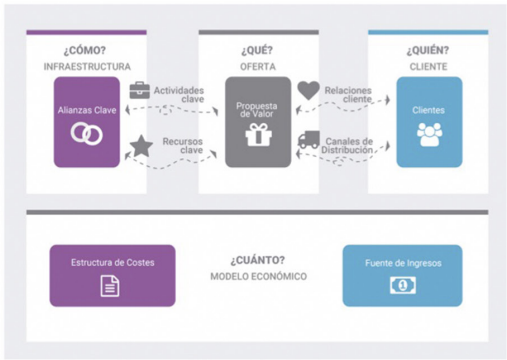 ¿CÓMO?
INFRAESTRUCTURA
¿QUÉ?
OFERTA
¿QUIÉN?
CLIENTE
Alianzas Clave
Actividades
clave
Recursos
clave
Propuesta
de Valor
Relaciones
cliente
Canales de
Distribución
Clientes
Estructura de Costes
¿CUÁNTO?
MODELO ECONÓMICO
Fuente de Ingresos